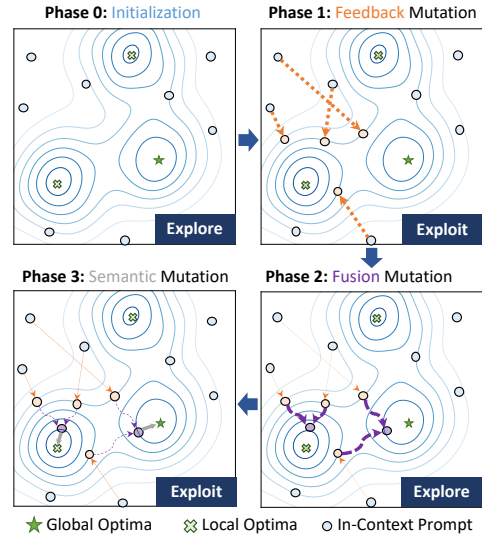 Phase 0: Initialization
Phase 1: Feedback Mutation
Explore
Exploit
Phase 3: Semantic Mutation
Phase 2: Fusion Mutation
Exploit
Explore
Global Optima
Local Optima
In-Context Prompt